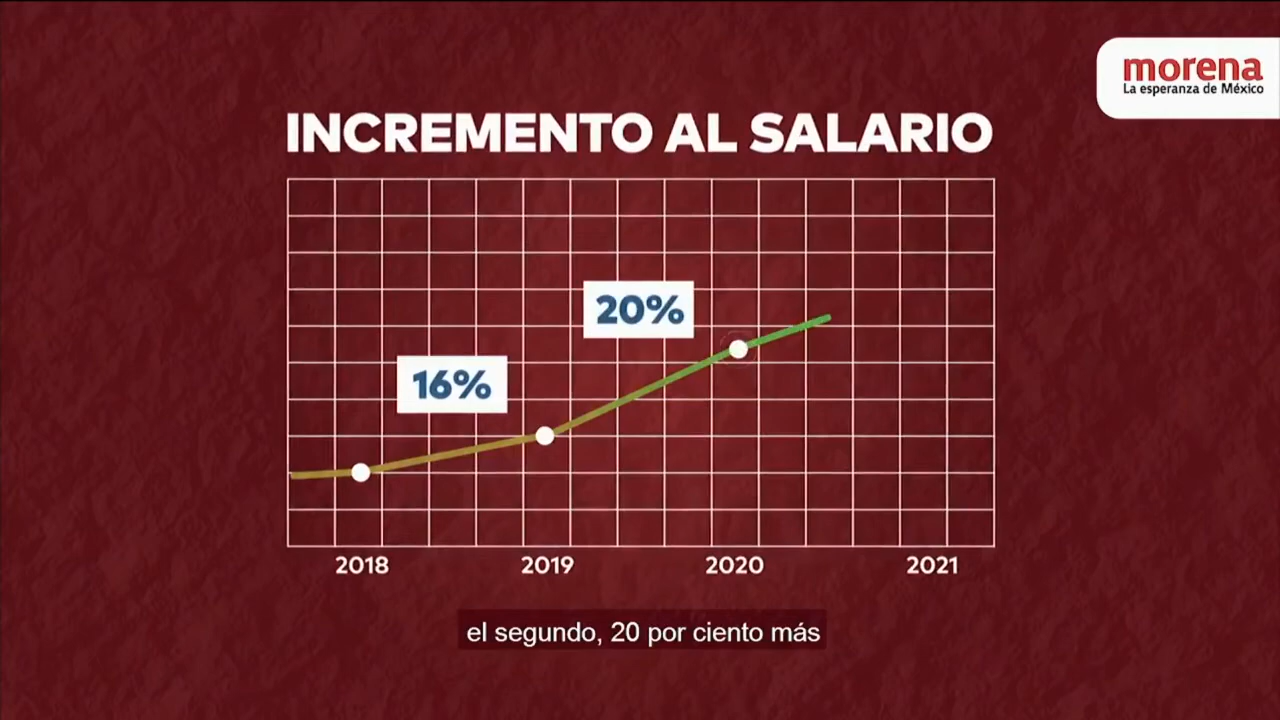 morena
La esperanza de México
INCREMENTO AL SALARIO
20%
16%
2018 2019 2020 2021
el segundo, 20 por ciento más